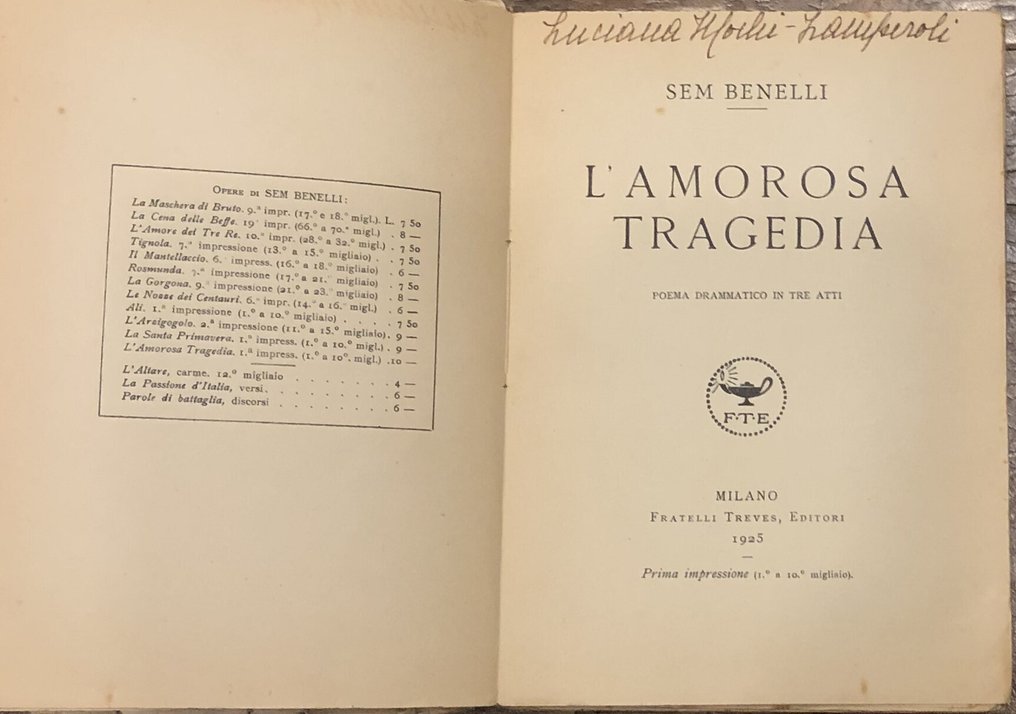 OPERE DI SEM BENELLI:
La Maschera di Bruto. 9.ª impr. (17.º e 18.º migl.). L. 7 50
La Cena delle Beffe. 19ª impr. (66.º a 70.º migl.) . 8 —
L'Amore dei Tre Re. 10.ª impr. (28.º a 32.º migl.) . 7 50
Tignola. 7.ª impressione (13.º a 15.º migliaio) . . 7 50
Il Mantellaccio. 6.ª impress. (16.º a 18.º migliaio) . 6 —
Rosmunda. 7.ª impressione (17.º a 21.º migliaio) . 7 50
La Gorgona. 9.ª impressione (21.º a 23.º migliaio) . 8 —
Le Nozze dei Centauri. 6.ª impr. (14.º a 16.º migl.) . 6 —
Ali. 1.ª impressione (1.º a 10.º migliaio) . . . . 7 50
L'Arzigogolo. 2.ª impressione (11.º a 15.º migliaio) . 9 —
La Santa Primavera. 1.ª impress. (1.º a 10.º migl.) . 9 —
L'Amorosa Tragedia. 1.ª impress. (1.º a 10º. migl.) . 10 —
L'Altare, carme. 12.º migliaio . . . . . . . 4 —
La Passione d'Italia, versi. . . . . . . . . 6 —
Parole di battaglia, discorsi . . . . . . . . 6 —
Luciana Mochi-Lamperoli
SEM BENELLI
L'AMOROSA
TRAGEDIA
POEMA DRAMMATICO IN TRE ATTI
F·T·E
MILANO
FRATELLI TREVES, EDITORI
1925
Prima impressione (1.º a 10.º migliaio).